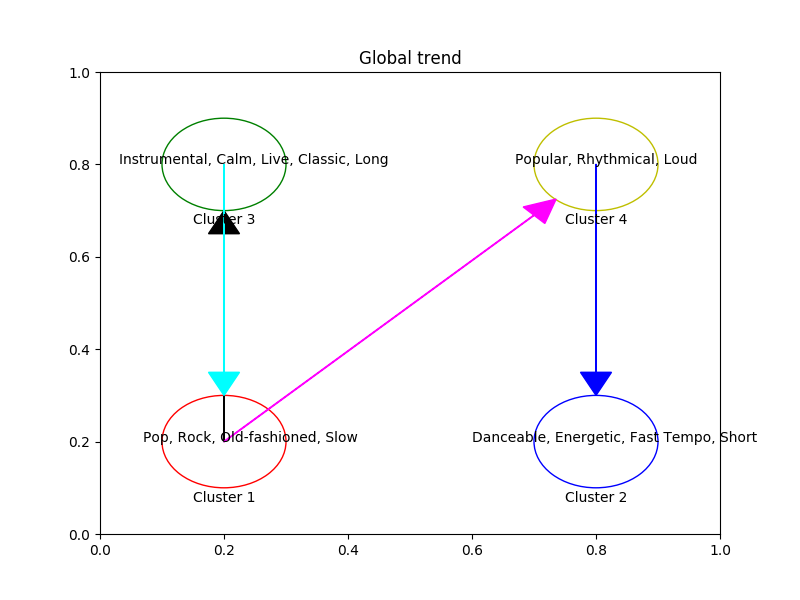 Global trend
1.0
0.8
0.6
0.4
0.2
0.0
Instrumental, Calm, Live, Classic, Long
Popular, Rhythmical, Loud
Cluster 3
Cluster 4
Pop, Rock, Old-fashioned, Slow
Danceable, Energetic, Fast Tempo, Short
Cluster 1
Cluster 2
0.0 0.2 0.4 0.6 0.8 1.0